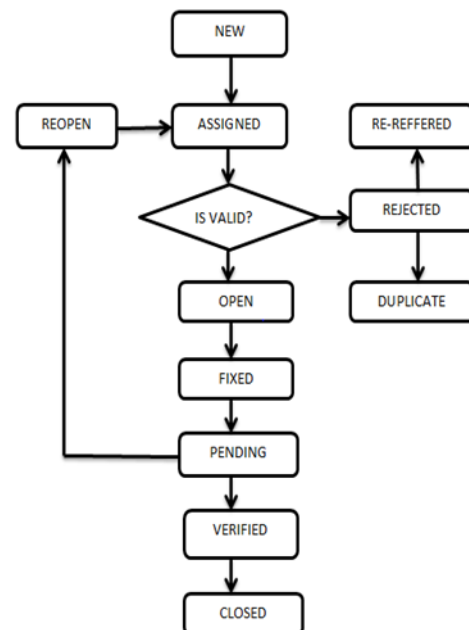 NEW
REOPEN
ASSIGNED
RE-REFFERED
IS VALID?
REJECTED
OPEN
DUPLICATE
FIXED
PENDING
VERIFIED
CLOSED